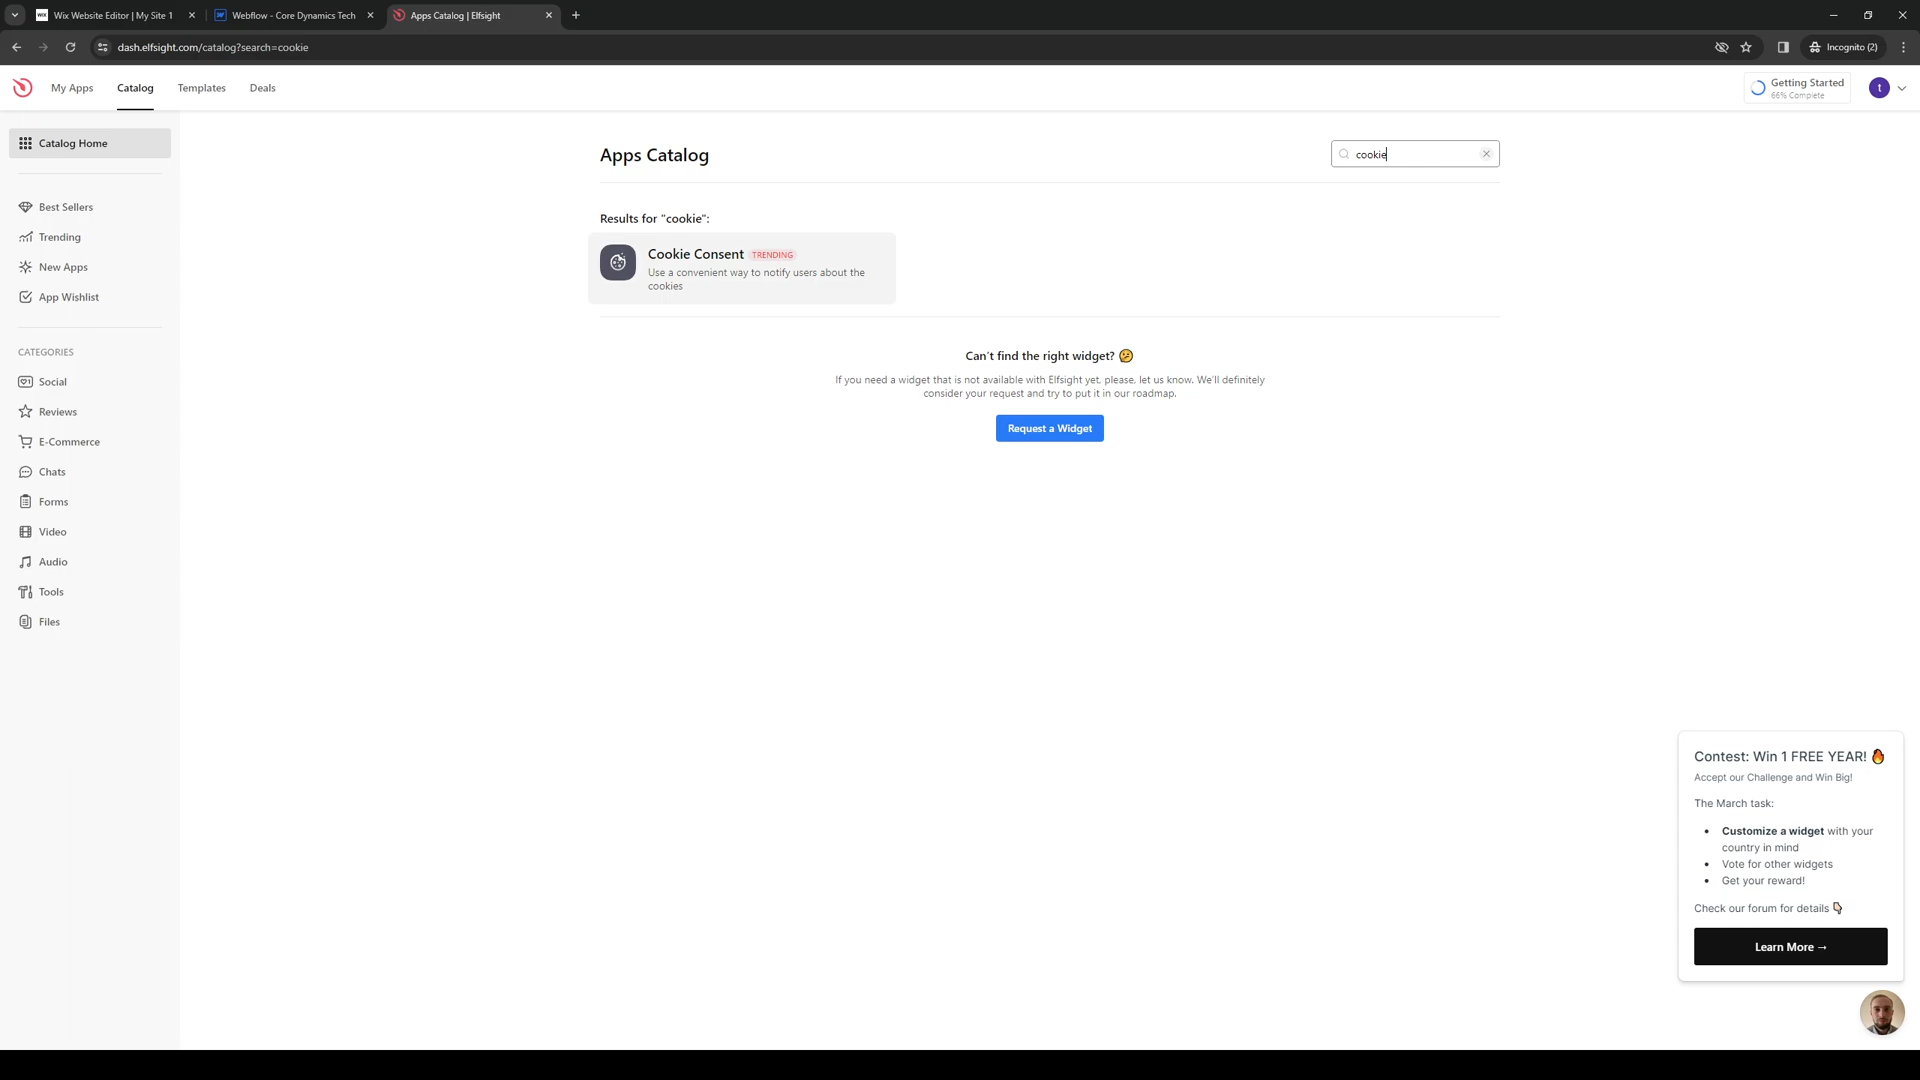 WiX Wix Website Editor | My Site 1
Webflow - Core Dynamics Tech
Apps Catalog | Elfsight
dash.elfsight.com/catalog?search=cookie
Incognito (2)
My Apps
Catalog
Templates
Deals
Getting Started
66% Complete
t
Catalog Home
Best Sellers
Trending
New Apps
App Wishlist
CATEGORIES
Social
Reviews
E-Commerce
Chats
Forms
Video
Audio
Tools
Files
Apps Catalog
cookie
Results for "cookie":
Cookie Consent TRENDING
Use a convenient way to notify users about the
cookies
Can't find the right widget? 🤔
If you need a widget that is not available with Elfsight yet, please, let us know. We'll definitely
consider your request and try to put it in our roadmap.
Request a Widget
Contest: Win 1 FREE YEAR! 🔥
Accept our Challenge and Win Big!
The March task:
• Customize a widget with your
country in mind
• Vote for other widgets
• Get your reward!
Check our forum for details 👇
Learn More →